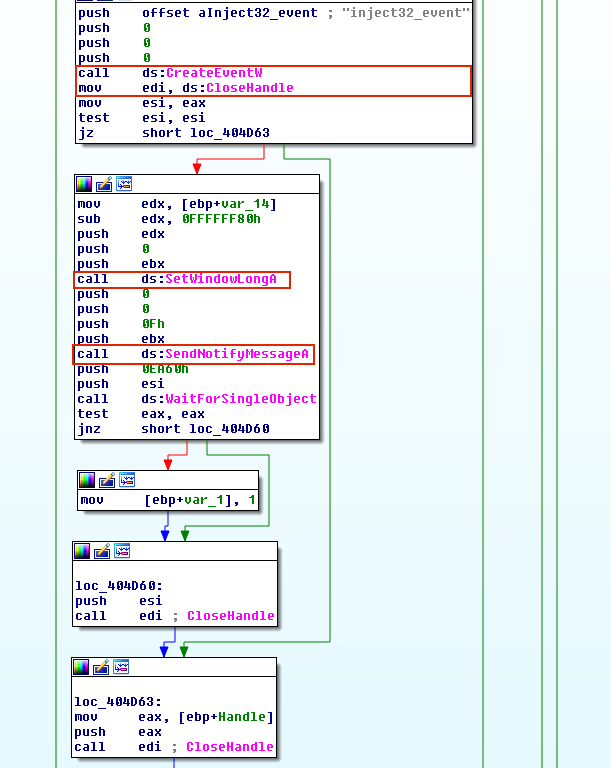 push    offset aInject32_event ; "inject32_event"
push    0
push    0
push    0
call    ds:CreateEventW
mov     edi, ds:CloseHandle
mov     esi, eax
test    esi, esi
jz      short loc_404D63
mov     edx, [ebp+var_14]
sub     edx, 0FFFFFF80h
push    edx
push    0
push    ebx
call    ds:SetWindowLongA
push    0
push    0
push    0Fh
push    ebx
call    ds:SendNotifyMessageA
push    0EA60h
push    esi
call    ds:WaitForSingleObject
test    eax, eax
jnz     short loc_404D60
mov     [ebp+var_1], 1
loc_404D60:
push    esi
call    edi ; CloseHandle
loc_404D63:
mov     eax, [ebp+Handle]
push    eax
call    edi ; CloseHandle